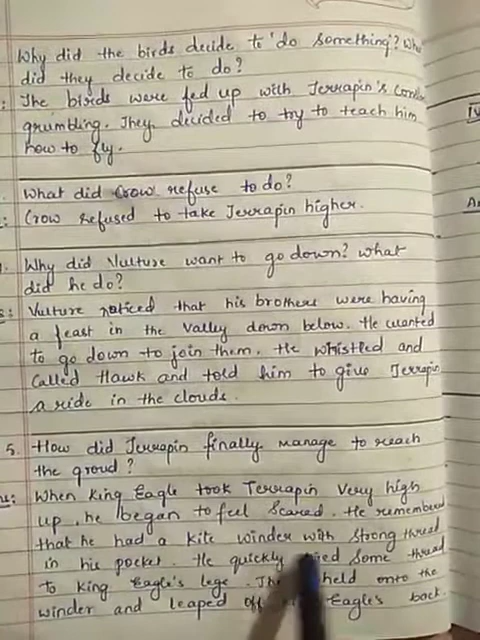 Why did the birds decide to 'do something'?
did they decide to do?
The birds were fed up with Terrapin's
grumbling. They decided to try to teach him
how to fly.
What did Crow refuse to do?
Crow refused to take Terrapin higher.
Why did Vulture want to go down? What
did he do?
Vulture noticed that his brothers were having
a feast in the valley down below. He wanted
to go down to join them. He whistled and
called Hawk and told him to give Terrapin
a ride in the clouds.
5. How did Terrapin finally manage to reach
the groud?
When King Eagle took Terrapin very high
up, he began to feel scared. He remembered
that he had a kite winder with strong thread
in his pocket. He quickly tied some thread
to king Eagle's legs. held onto the
winder and leaped Eagle's back.